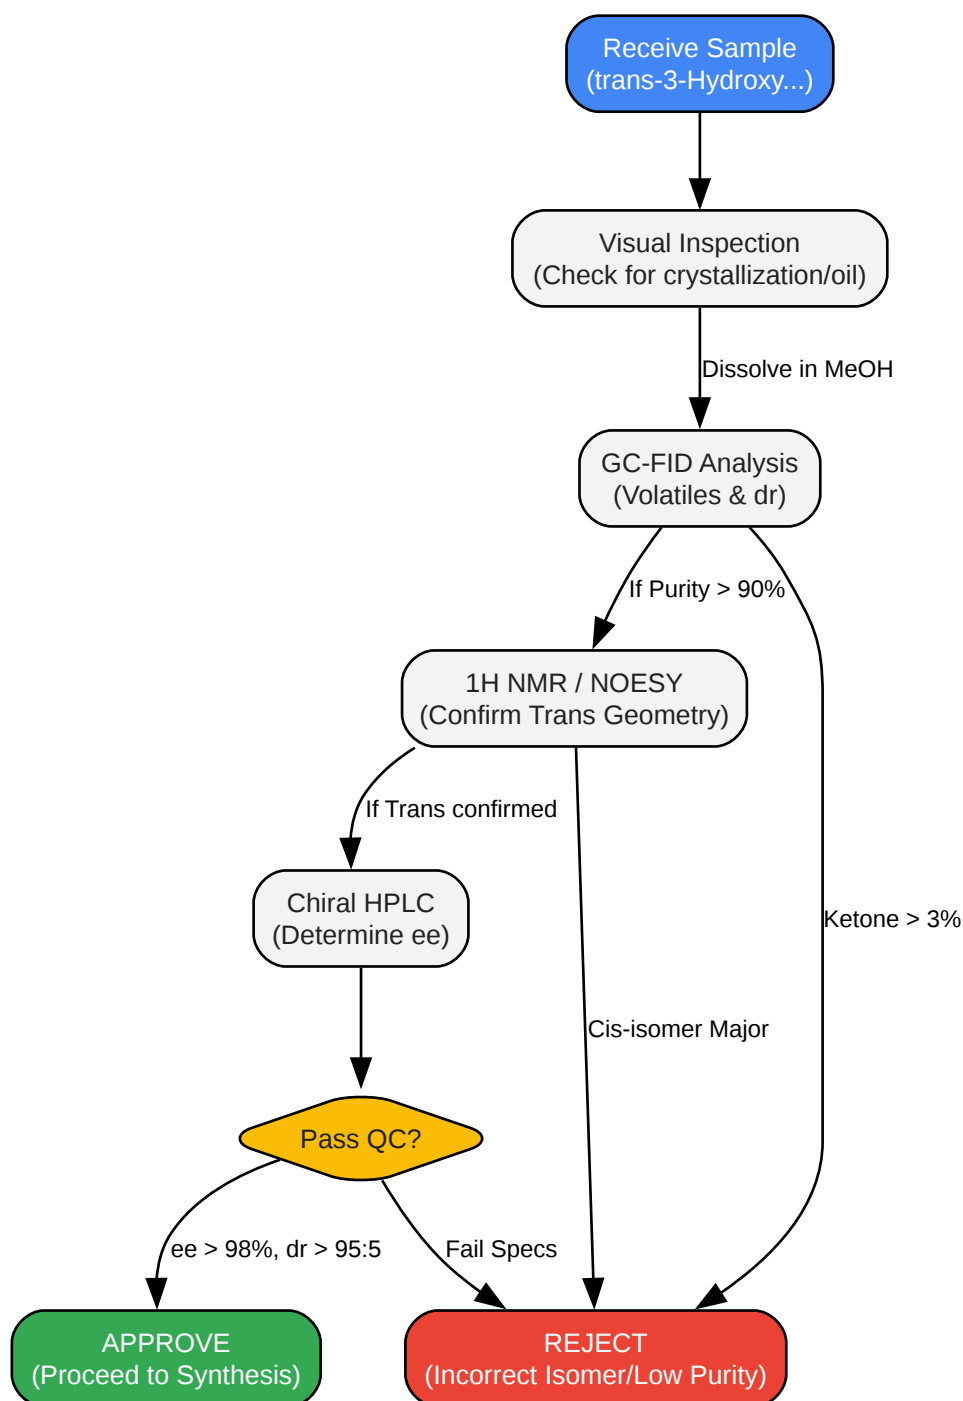 Receive Sample
(trans-3-Hydroxy...)
Visual Inspection
(Check for crystallization/oil)
Dissolve in MeOH
GC-FID Analysis
(Volatiles & dr)
If Purity > 90%
1H NMR / NOESY
(Confirm Trans Geometry)
If Trans confirmed
Chiral HPLC
(Determine ee)
Ketone > 3%
Cis-isomer Major
Pass QC?
ee > 98%, dr > 95:5
Fail Specs
APPROVE
(Proceed to Synthesis)
REJECT
(Incorrect Isomer/Low Purity)